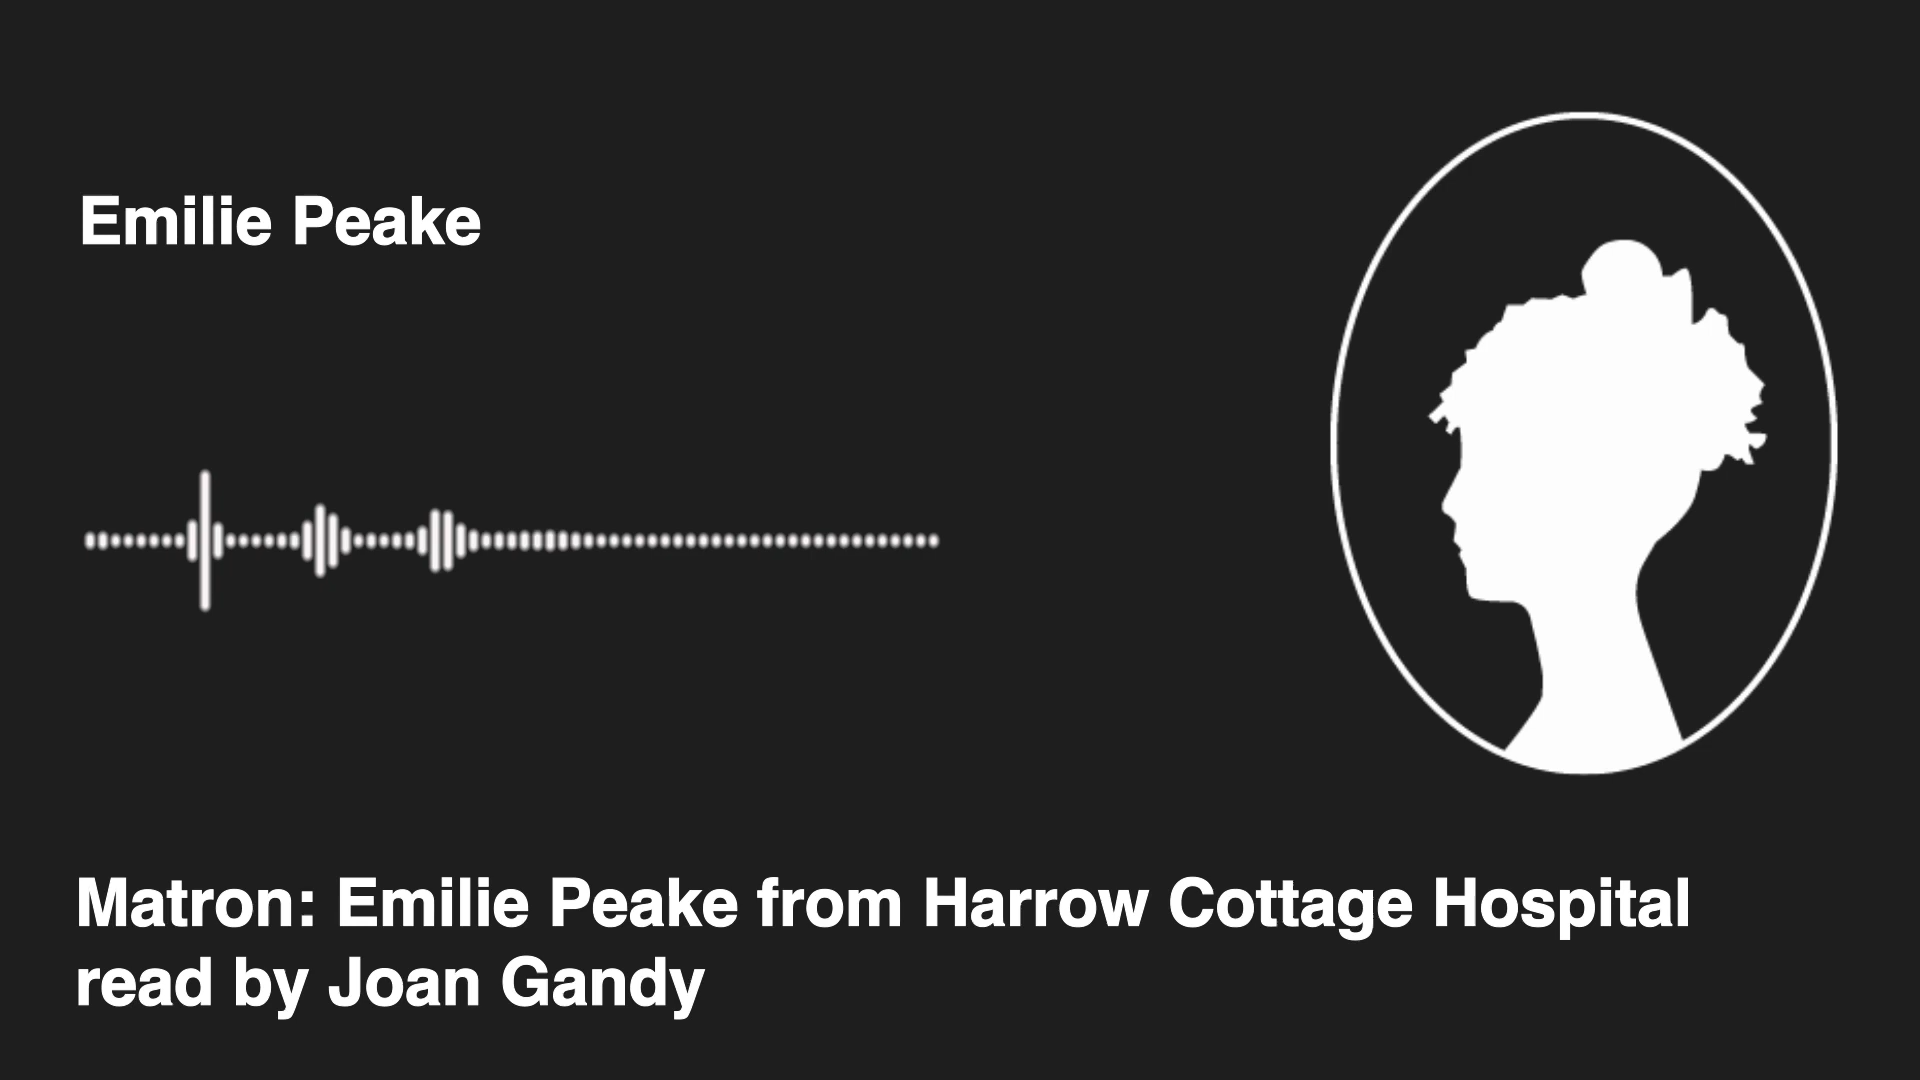 Emilie Peake
Matron: Emilie Peake from Harrow Cottage Hospital
read by Joan Gandy